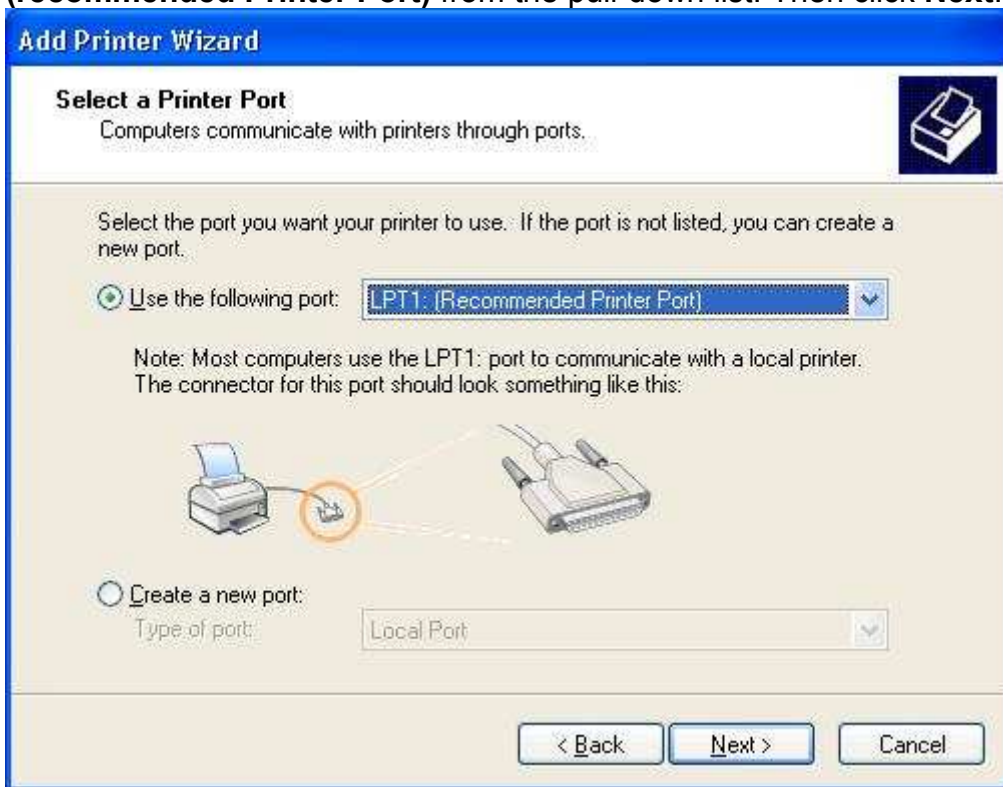 (recommended Printer Port) from the pull down list. Then click Next.
Add Printer Wizard
Select a Printer Port
Computers communicate with printers through ports.
Select the port you want your printer to use. If the port is not listed, you can create a
new port.
Use the following port: LPT1: (Recommended Printer Port)
Note: Most computers use the LPT1: port to communicate with a local printer.
The connector for this port should look something like this:
Create a new port:
Type of port: Local Port
< Back Next > Cancel